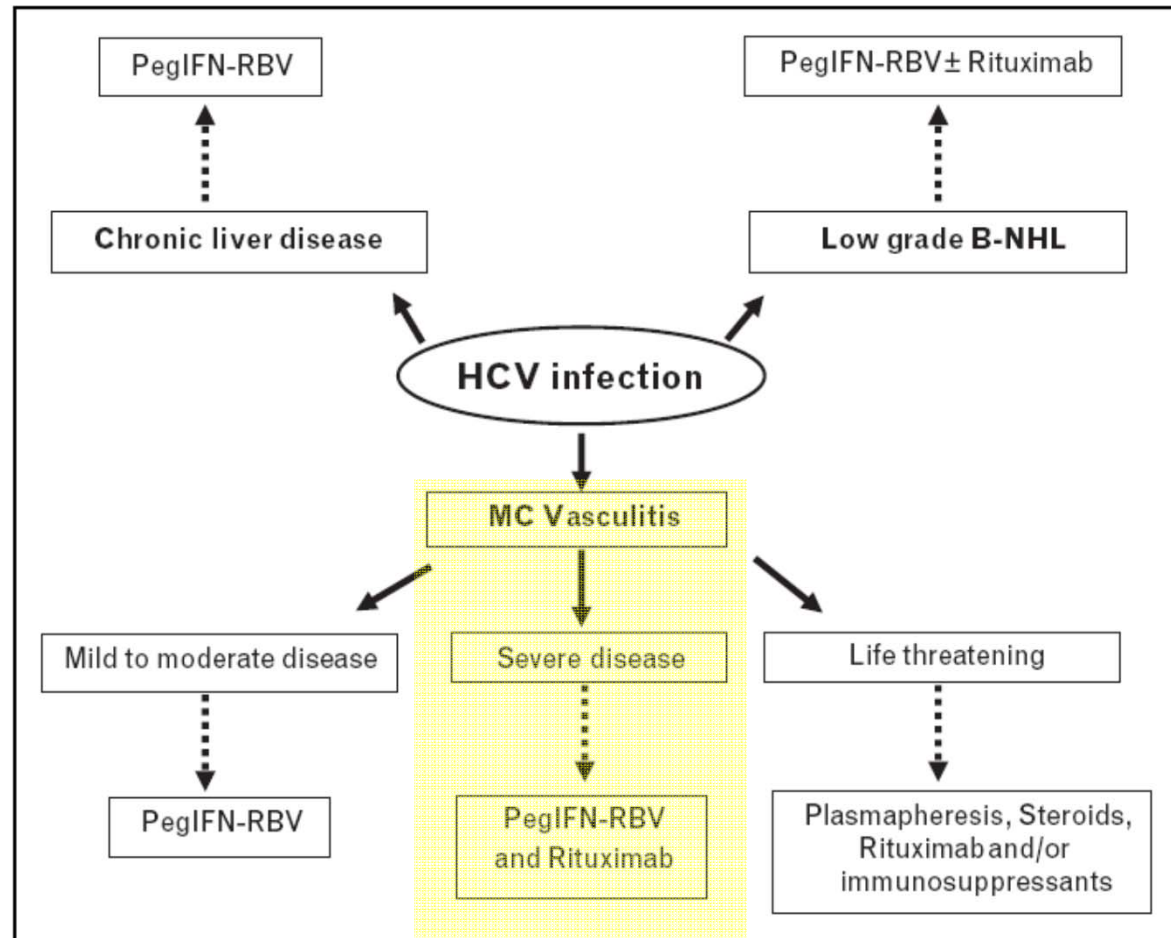 PegIFN-RBV
PegIFN-RBV± Rituximab
Chronic liver disease
Low grade B-NHL
HCV infection
MC Vasculitis
Mild to moderate disease
Severe disease
Life threatening
PegIFN-RBV
PegIFN-RBV
and Rituximab
Plasmapheresis, Steroids,
Rituximab and/or
immunosuppressants